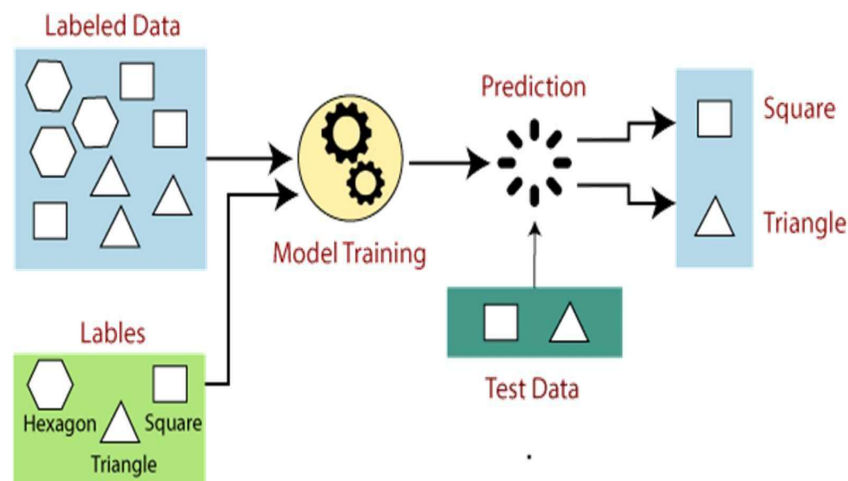 Labeled Data
Prediction
Square
Triangle
Model Training
Lables
Hexagon
Square
Triangle
Test Data